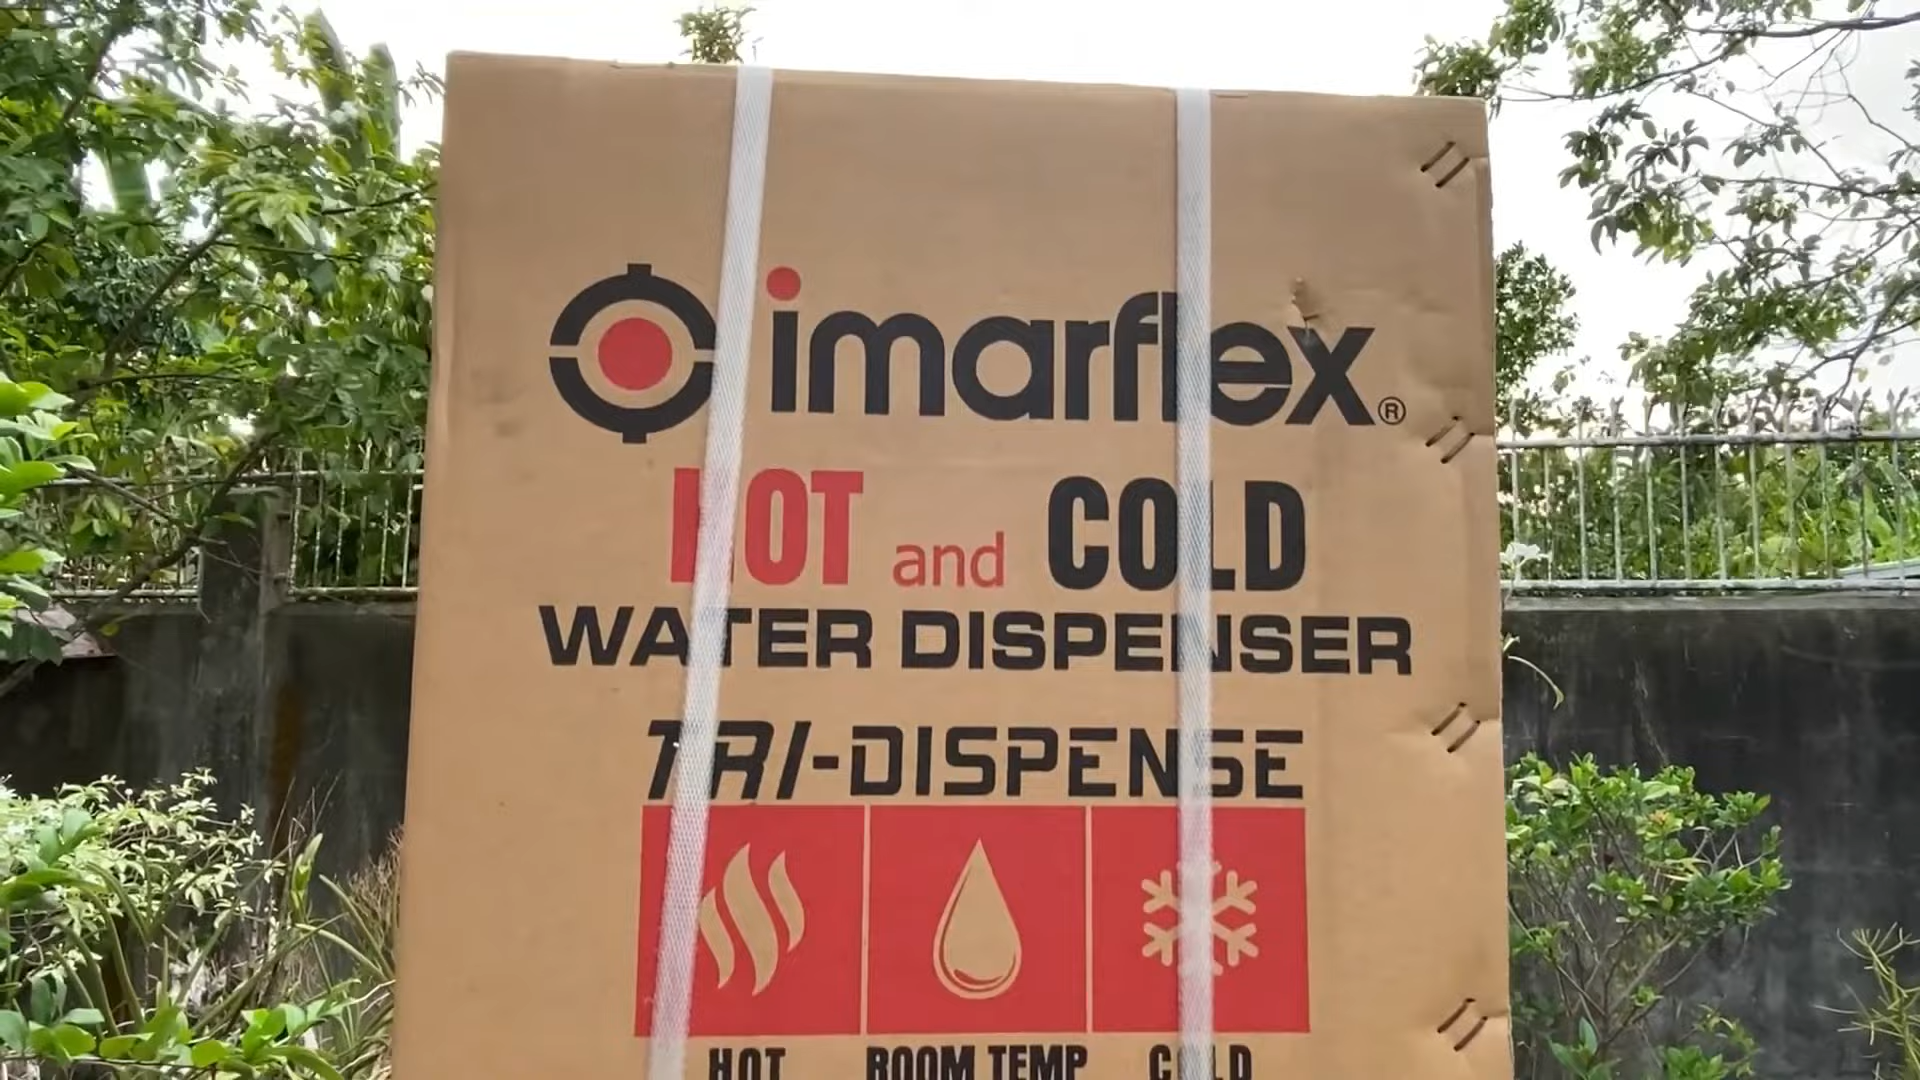 imarflex®
HOT and COLD
WATER DISPENSER
TRI-DISPENSE
HOT ROOM TEMP COLD